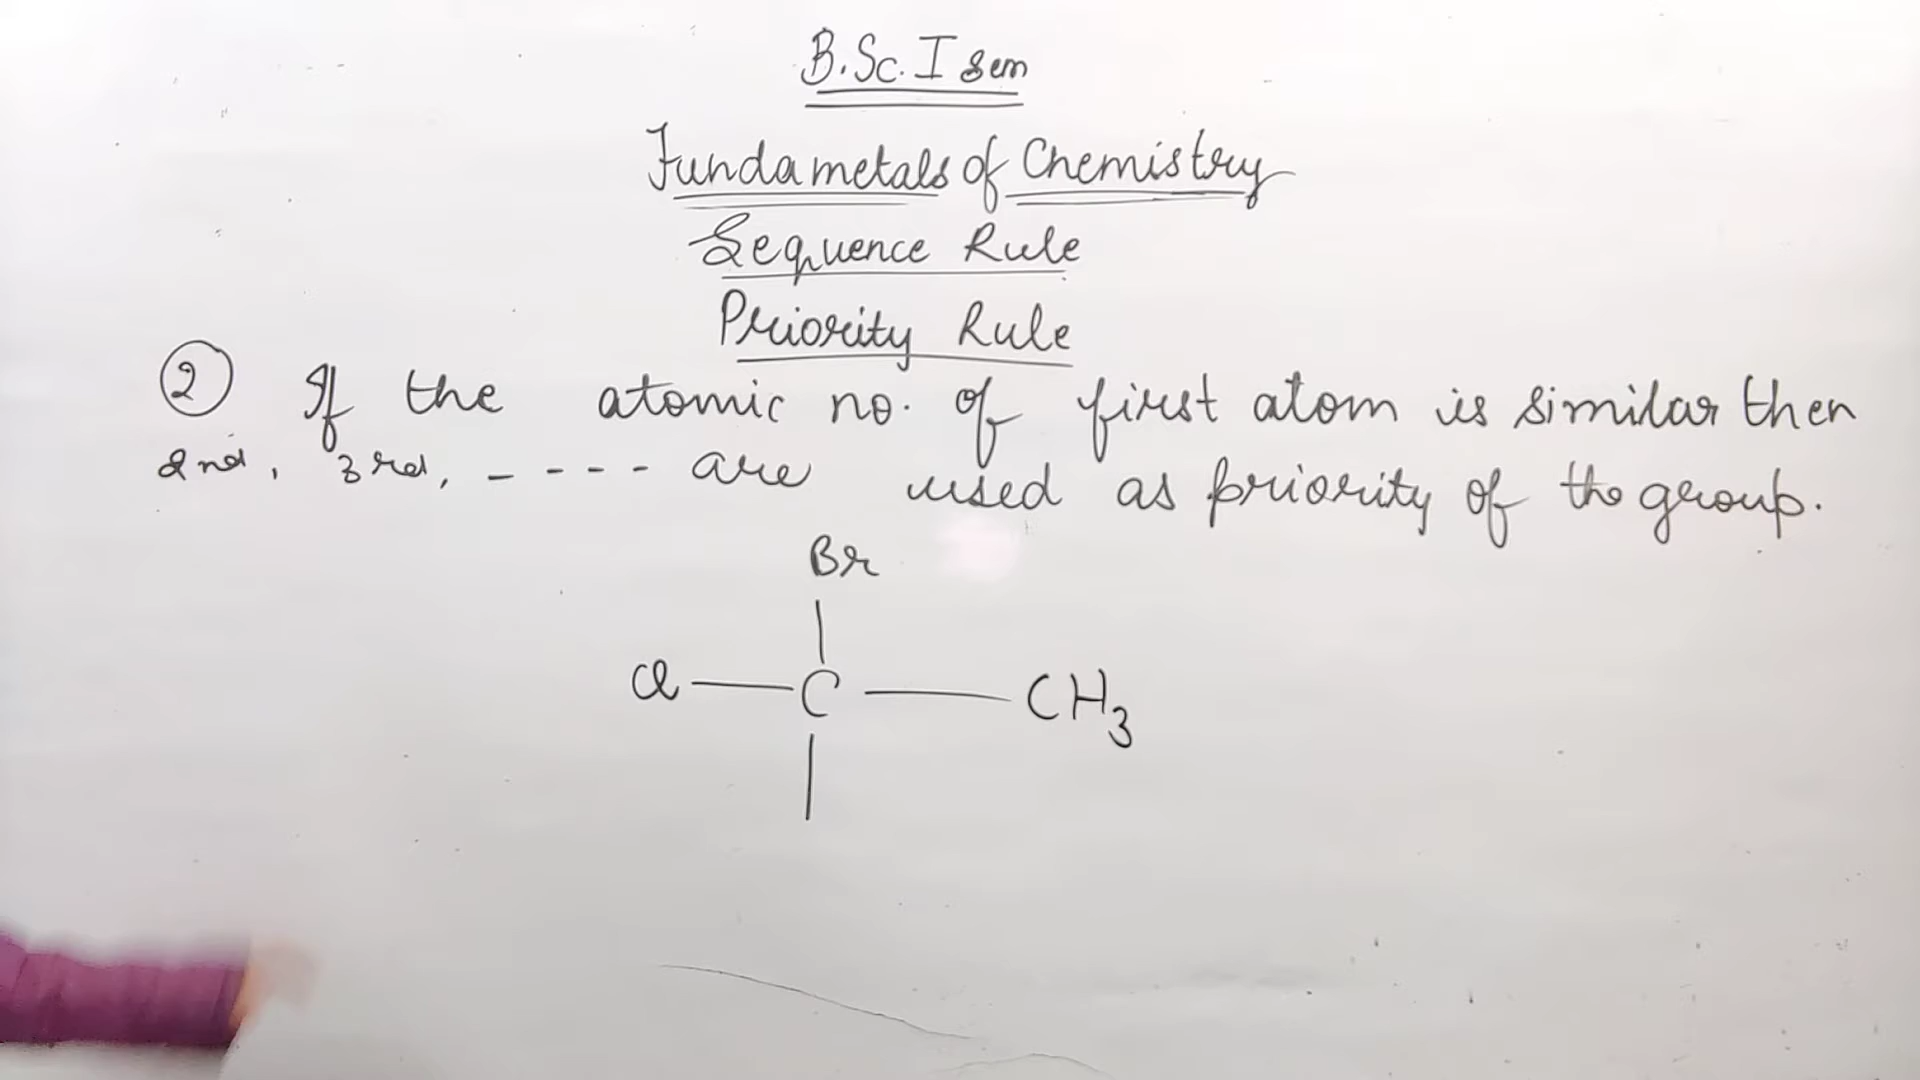 B.Sc. I sem
Fundametals of Chemistry
Sequence Rule
Priority Rule
2 If the atomic no. of first atom is similar then
2nd, 3rd, - - - - - are used as priority of the group.
Br
Cl — C — CH3